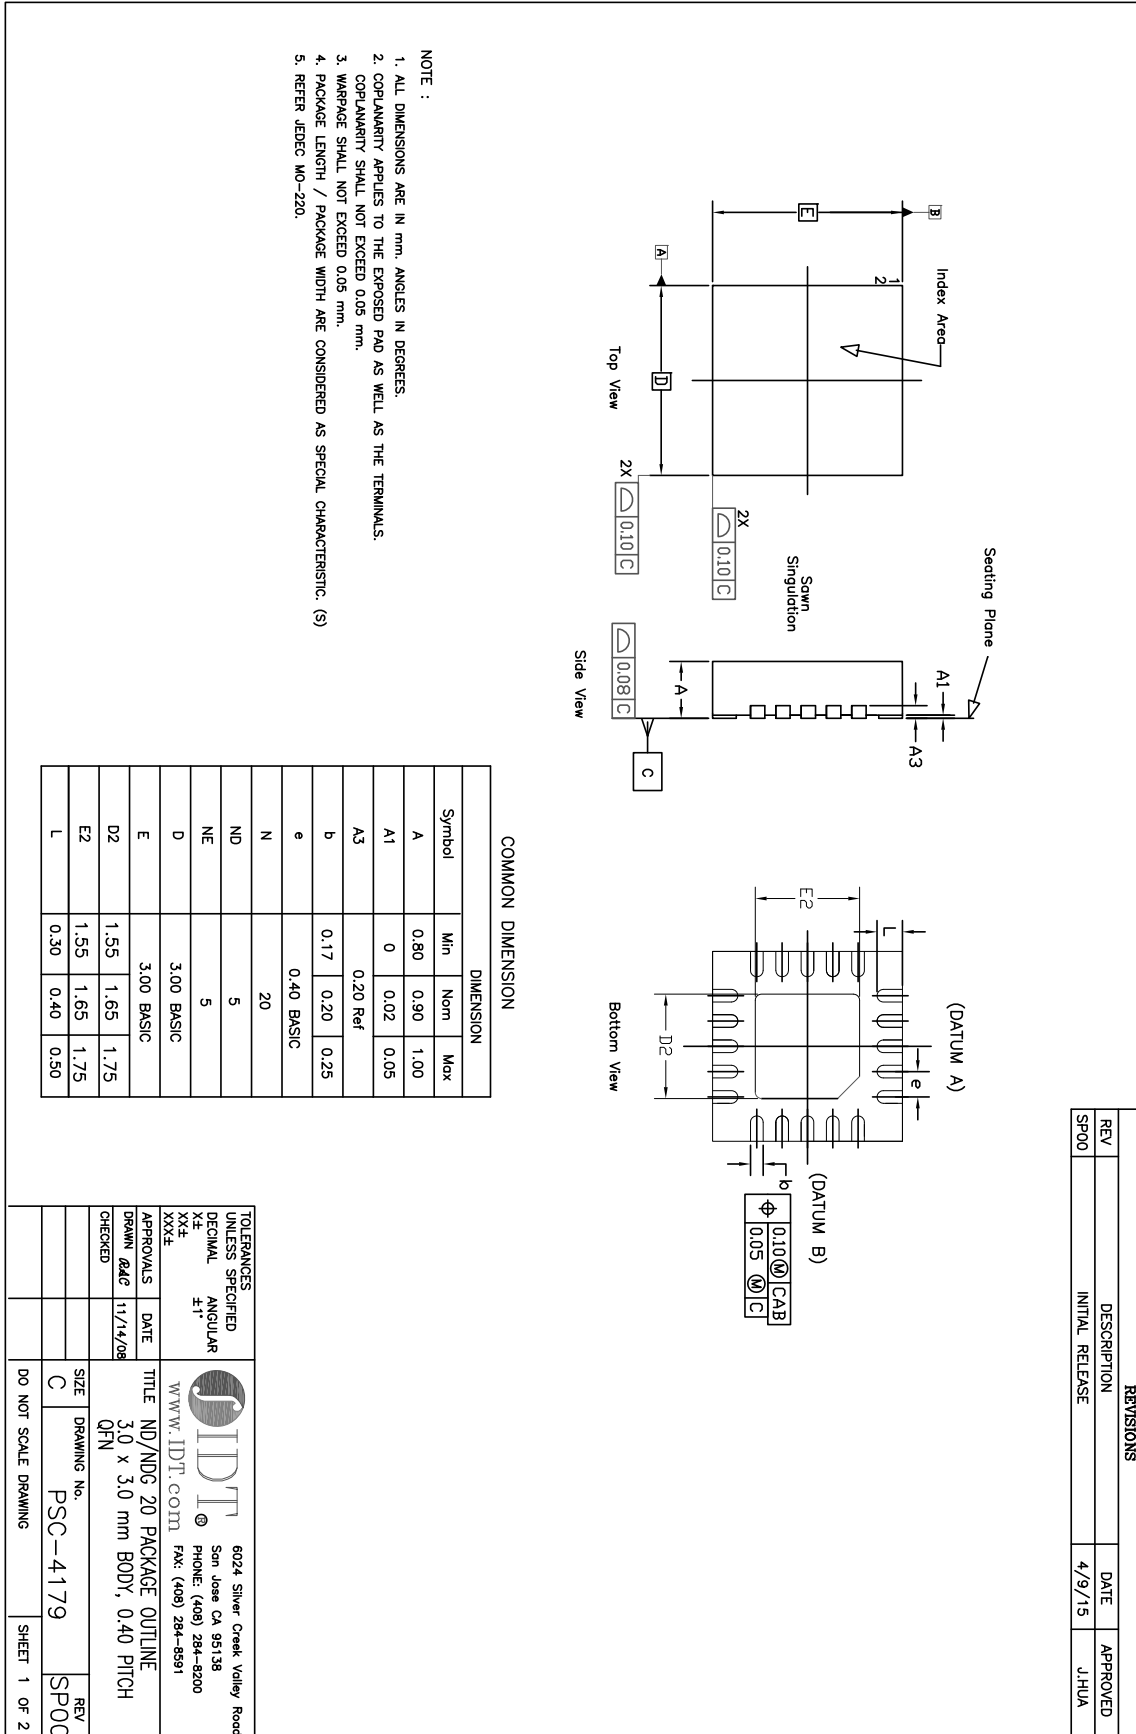 REVISIONS
REV DESCRIPTION DATE APPROVED
SP00 INITIAL RELEASE 4/9/15 J.HUA
B
E
Index Area
1
2
A
D
Top View
2X
0.10 C
2X
0.10 C
Seating Plane
Sawn
Singulation
A1
A3
A
0.08 C
C
Side View
(DATUM A)
E2
L
e
D2
(DATUM B)
b
0.10 Ⓜ CAB
0.05 Ⓜ C
Bottom View
NOTE :
1. ALL DIMENSIONS ARE IN mm. ANGLES IN DEGREES.
2. COPLANARITY APPLIES TO THE EXPOSED PAD AS WELL AS THE TERMINALS.
COPLANARITY SHALL NOT EXCEED 0.05 mm.
3. WARPAGE SHALL NOT EXCEED 0.05 mm.
4. PACKAGE LENGTH / PACKAGE WIDTH ARE CONSIDERED AS SPECIAL CHARACTERISTIC. (S)
5. REFER JEDEC MO-220.
COMMON DIMENSION
Symbol DIMENSION
Min Nom Max
A 0.80 0.90 1.00
A1 0 0.02 0.05
A3 0.20 Ref
b 0.17 0.20 0.25
e 0.40 BASIC
N 20
ND 5
NE 5
D 3.00 BASIC
E 3.00 BASIC
D2 1.55 1.65 1.75
E2 1.55 1.65 1.75
L 0.30 0.40 0.50
TOLERANCES
UNLESS SPECIFIED
DECIMAL ANGULAR
X± ±1°
XX±
XXX±
APPROVALS DATE
DRAWN RAC 11/14/08
CHECKED
IDT®
www.IDT.com
6024 Silver Creek Valley Road
San Jose CA 95138
PHONE: (408) 284-8200
FAX: (408) 284-8591
TITLE ND/NDG 20 PACKAGE OUTLINE
3.0 x 3.0 mm BODY, 0.40 PITCH
QFN
SIZE DRAWING No. REV
C PSC-4179 SP00
DO NOT SCALE DRAWING SHEET 1 OF 2